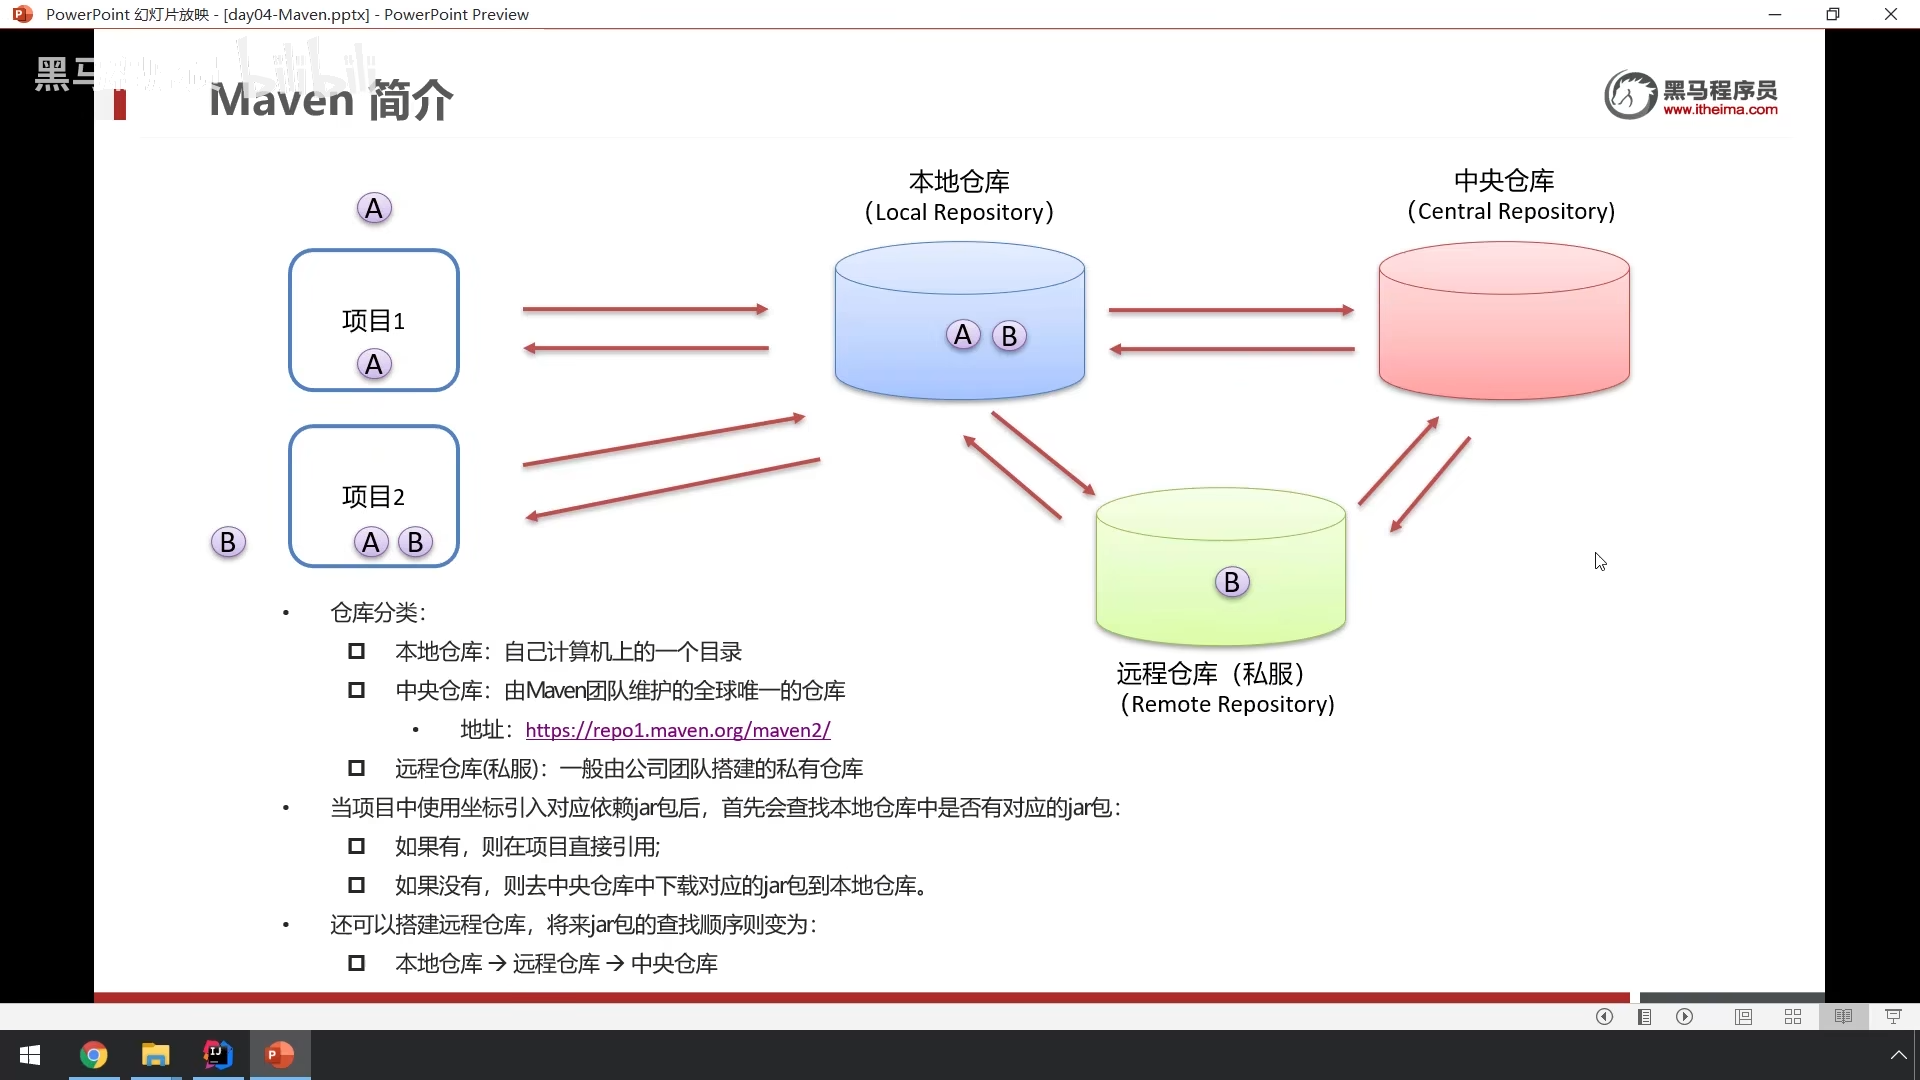 PowerPoint 幻灯片放映 - [day04-Maven.pptx] - PowerPoint Preview
Maven 简介
黑马程序员
www.itheima.com
本地仓库
（Local Repository）
中央仓库
（Central Repository)
A
项目1
A
A B
项目2
A B
B
B
远程仓库（私服）
（Remote Repository)
• 仓库分类：
本地仓库：自己计算机上的一个目录
中央仓库：由Maven团队维护的全球唯一的仓库
• 地址：https://repo1.maven.org/maven2/
远程仓库(私服)：一般由公司团队搭建的私有仓库
• 当项目中使用坐标引入对应依赖jar包后，首先会查找本地仓库中是否有对应的jar包：
如果有，则在项目直接引用;
如果没有，则去中央仓库中下载对应的jar包到本地仓库。
• 还可以搭建远程仓库，将来jar包的查找顺序则变为：
本地仓库 → 远程仓库 → 中央仓库